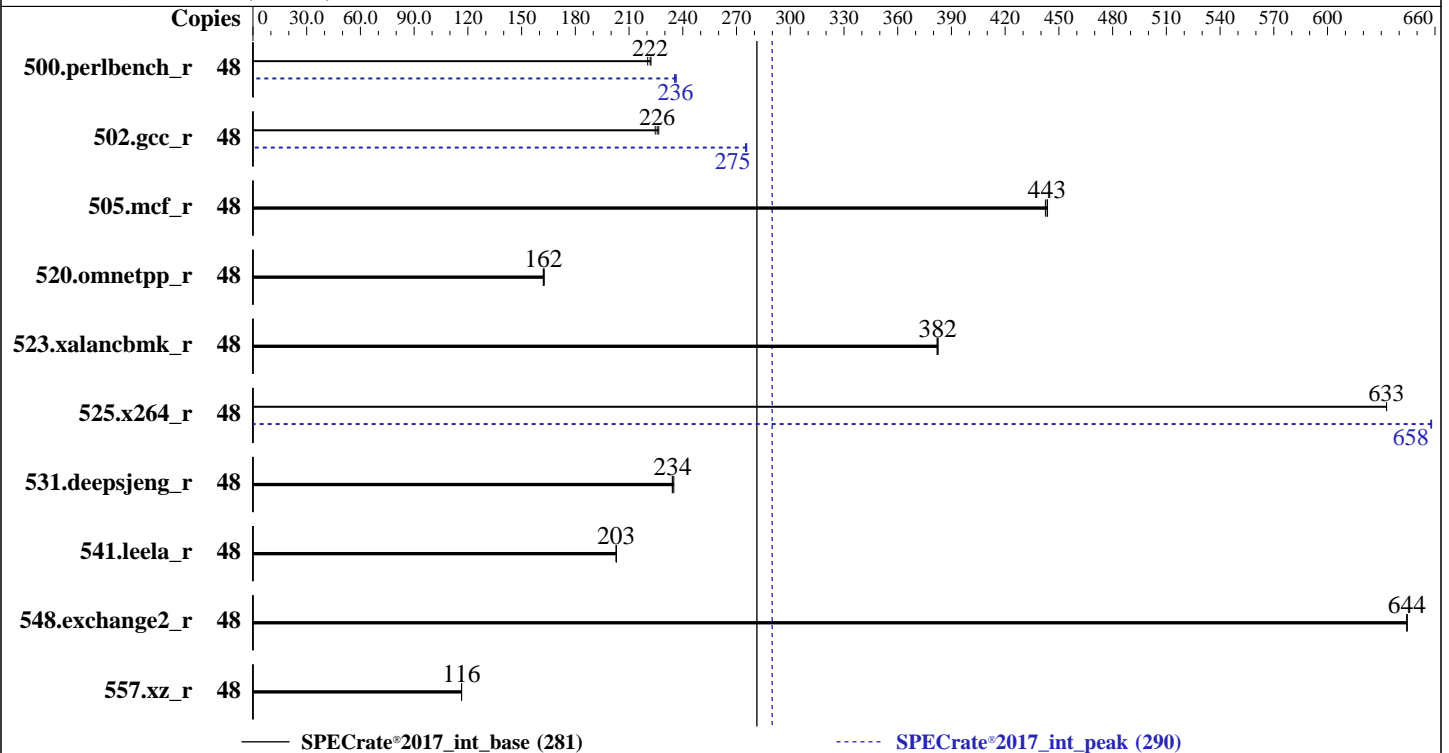 Copies 0 30.0 60.0 90.0 120 150 180 210 240 270 300 330 360 390 420 450 480 510 540 570 600 660
222
500.perlbench_r 48
236
226
502.gcc_r 48
275
443
505.mcf_r 48
162
520.omnetpp_r 48
382
523.xalancbmk_r 48
633
525.x264_r 48
658
234
531.deepsjeng_r 48
203
541.leela_r 48
644
548.exchange2_r 48
116
557.xz_r 48
SPECrate®2017_int_base (281) SPECrate®2017_int_peak (290)